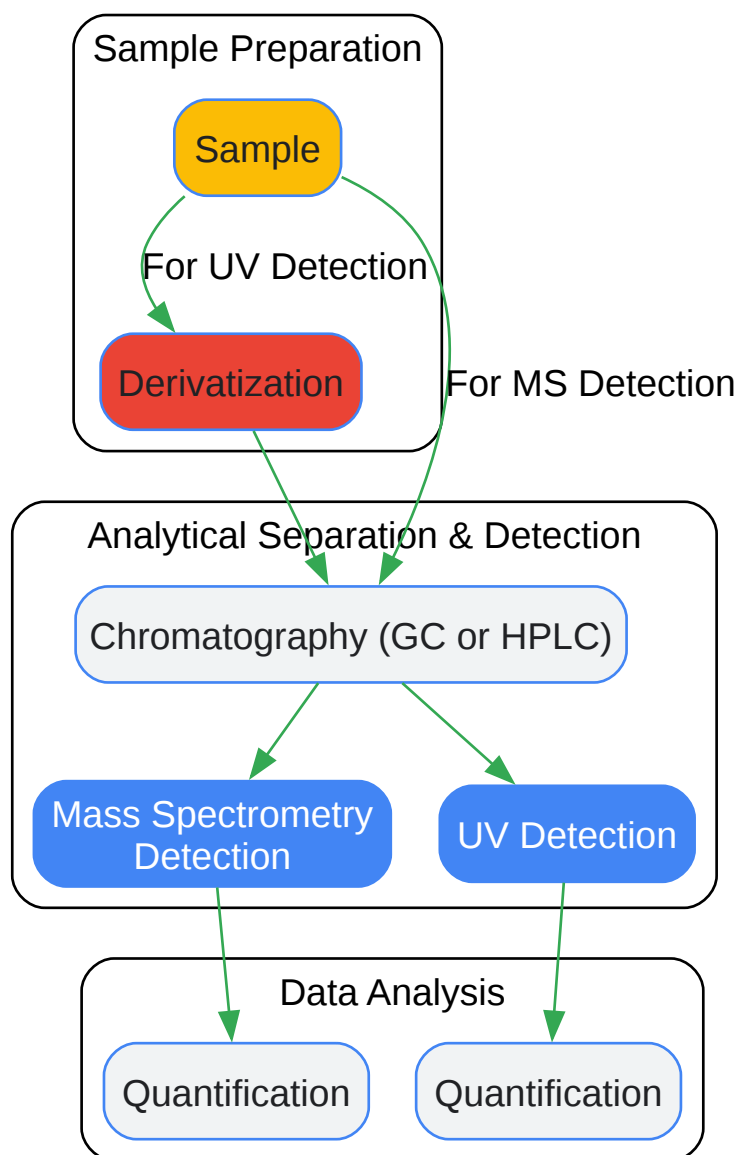 Sample Preparation
Sample
For UV Detection
Derivatization
For MS Detection
Analytical Separation & Detection
Chromatography (GC or HPLC)
Mass Spectrometry
Detection
UV Detection
Data Analysis
Quantification
Quantification